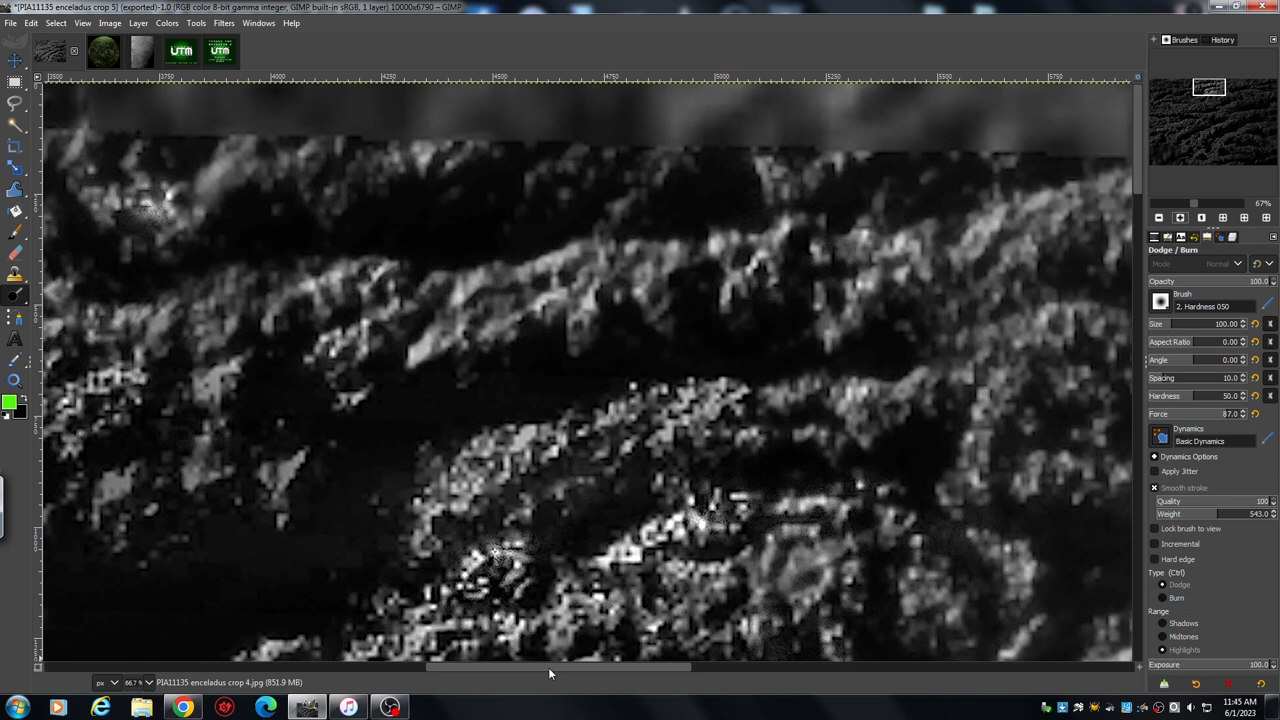 *[PIA11135 enceladus crop 5] (exported)-1.0 (RGB color 8-bit gamma integer, GIMP built-in sRGB, 1 layer) 10000x6790 – GIMP
File Edit Select View Image Layer Colors Tools Filters Windows Help
UTM UTM
Brushes History
3500 3750 4000 4250 4500 4750 5000 5250 5500 5750
67%
Dodge / Burn
Mode Normal
Opacity 100.0
Brush
2. Hardness 050
Size 100.00
Aspect Ratio 0.00
Angle 0.00
Spacing 10.0
Hardness 50.0
Force 87.0
Dynamics
Basic Dynamics
Dynamics Options
Apply Jitter
Smooth stroke
Quality 100
Weight 543.0
Lock brush to view
Incremental
Hard edge
Type (Ctrl)
Dodge
Burn
Range
Shadows
Midtones
Highlights
Exposure 100.0
px 66.7 % PIA11135 enceladus crop 4.jpg (851.9 MB)
11:45 AM
6/1/2023